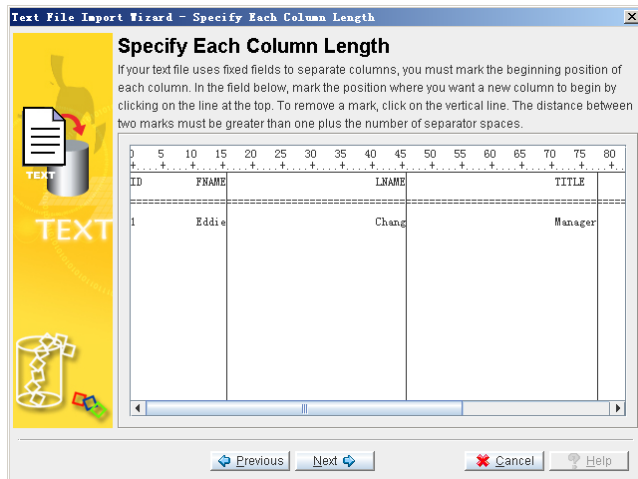 Text File Import Wizard - Specify Each Column Length
Specify Each Column Length
If your text file uses fixed fields to separate columns, you must mark the beginning position of
each column. In the field below, mark the position where you want a new column to begin by
clicking on the line at the top. To remove a mark, click on the vertical line. The distance between
two marks must be greater than one plus the number of separator spaces.
TEXT
TEXT
0 5 10 15 20 25 30 35 40 45 50 55 60 65 70 75 80
+....+....+....+....+....+....+....+....+....+....+....+....+....+....+....+....+.
ID FNAME LNAME TITLE
================================================================================
1 Eddie Chang Manager
Previous Next Cancel Help